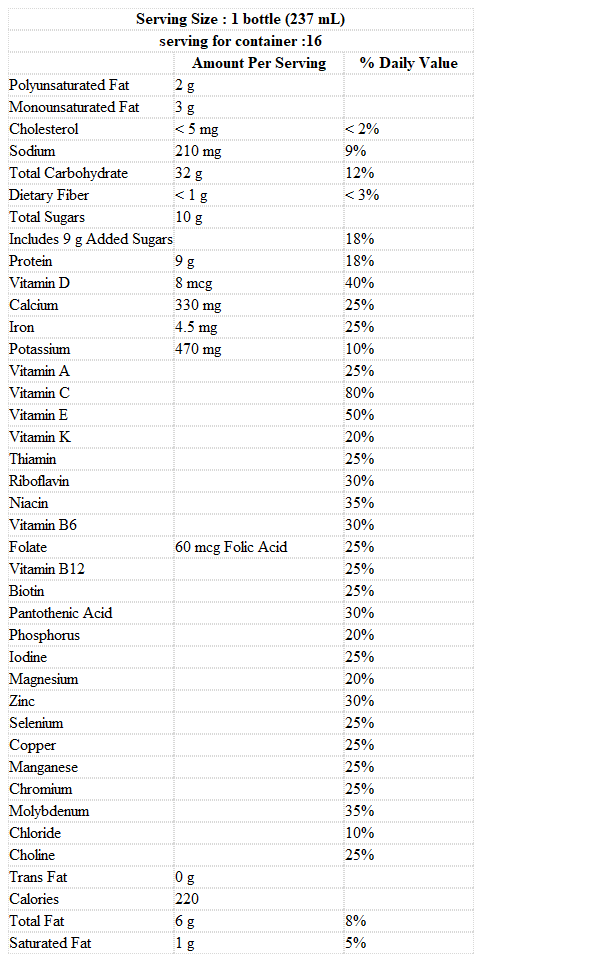 Serving Size : 1 bottle (237 mL)
serving for container :16
Amount Per Serving % Daily Value
Polyunsaturated Fat 2 g
Monounsaturated Fat 3 g
Cholesterol < 5 mg < 2%
Sodium 210 mg 9%
Total Carbohydrate 32 g 12%
Dietary Fiber < 1 g < 3%
Total Sugars 10 g
Includes 9 g Added Sugars 18%
Protein 9 g 18%
Vitamin D 8 mcg 40%
Calcium 330 mg 25%
Iron 4.5 mg 25%
Potassium 470 mg 10%
Vitamin A 25%
Vitamin C 80%
Vitamin E 50%
Vitamin K 20%
Thiamin 25%
Riboflavin 30%
Niacin 35%
Vitamin B6 30%
Folate 60 mcg Folic Acid 25%
Vitamin B12 25%
Biotin 25%
Pantothenic Acid 30%
Phosphorus 20%
Iodine 25%
Magnesium 20%
Zinc 30%
Selenium 25%
Copper 25%
Manganese 25%
Chromium 25%
Molybdenum 35%
Chloride 10%
Choline 25%
Trans Fat 0 g
Calories 220
Total Fat 6 g 8%
Saturated Fat 1 g 5%